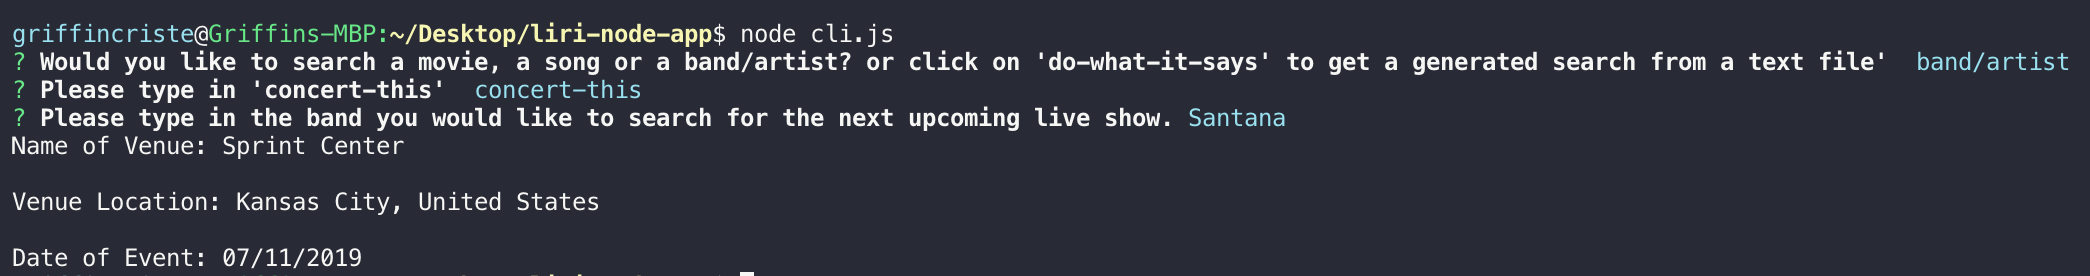 griffincriste@Griffins-MBP:~/Desktop/liri-node-app$ node cli.js
? Would you like to search a movie, a song or a band/artist? or click on 'do-what-it-says' to get a generated search from a text file'  band/artist
? Please type in 'concert-this'  concert-this
? Please type in the band you would like to search for the next upcoming live show. Santana
Name of Venue: Sprint Center
Venue Location: Kansas City, United States
Date of Event: 07/11/2019